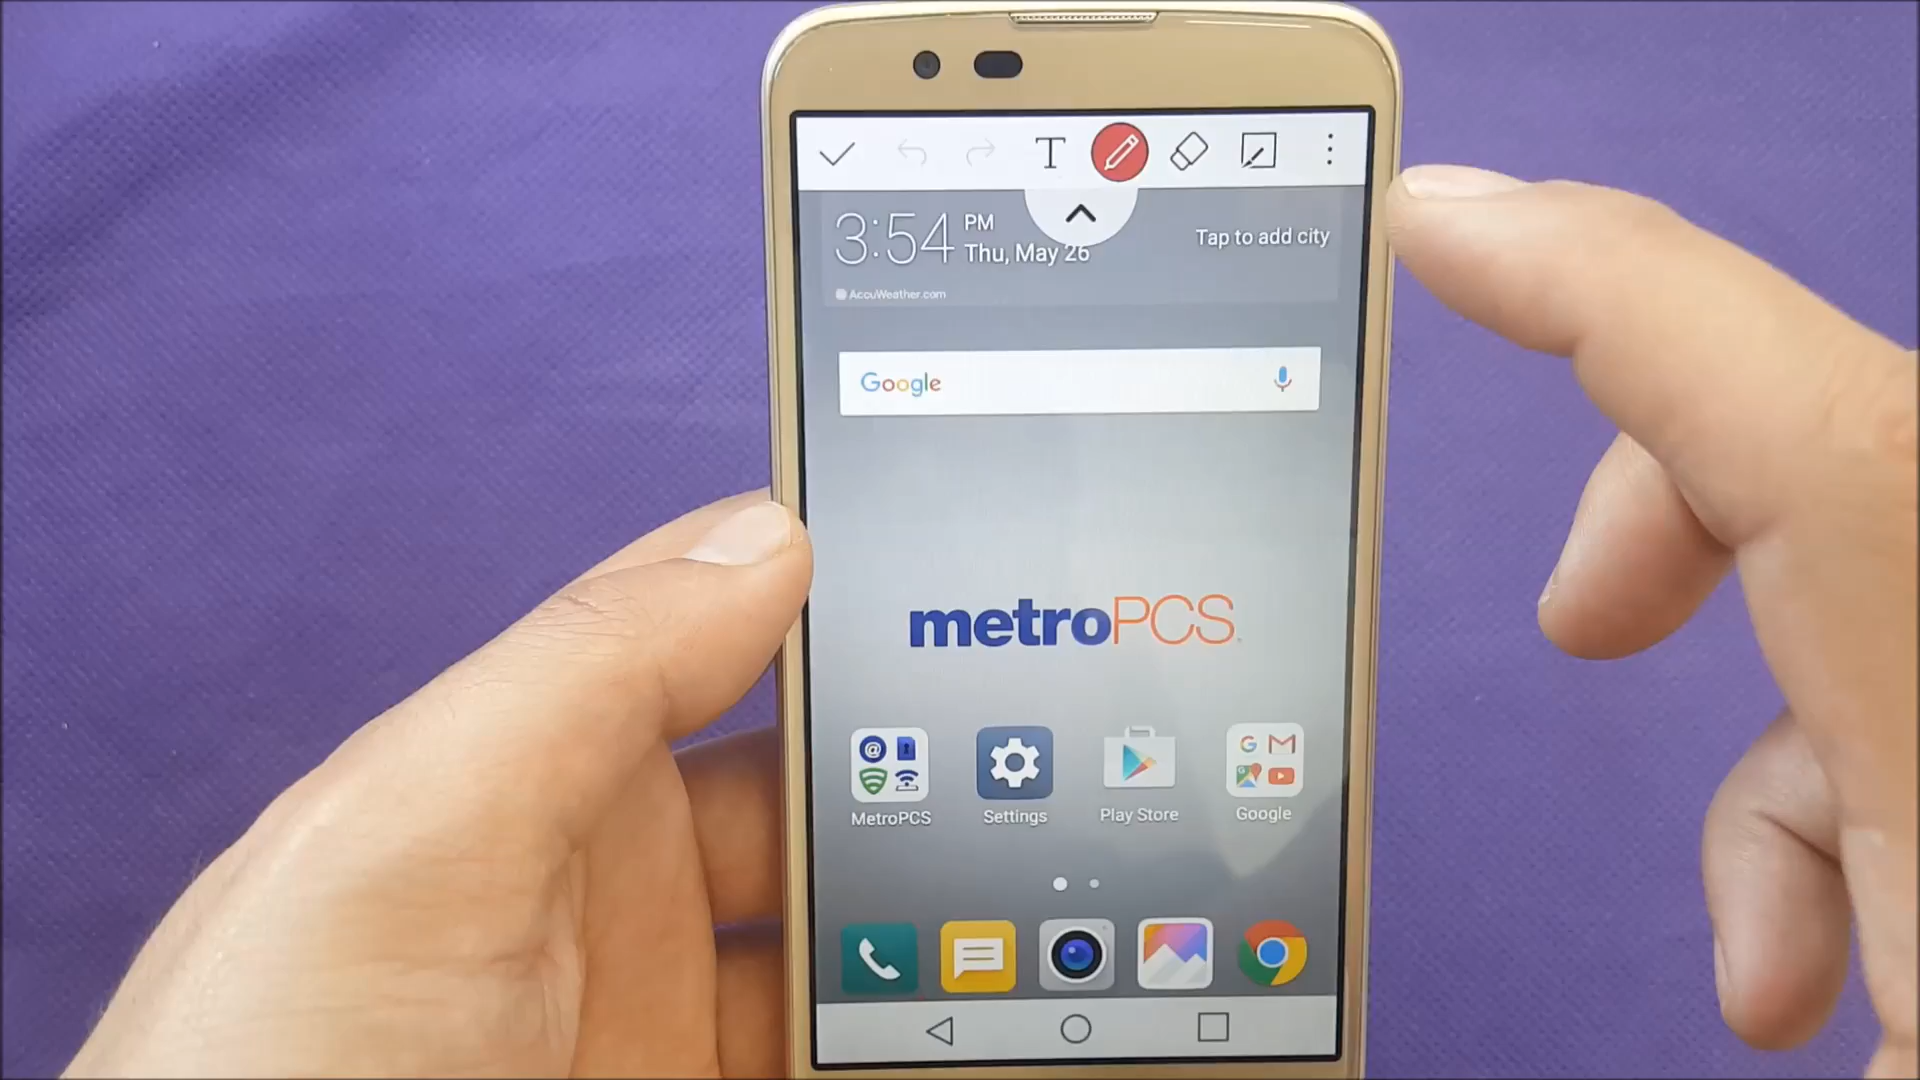 T
3:54 PM
Thu, May 26
Tap to add city
AccuWeather.com
Google
metroPCS
MetroPCS
Settings
Play Store
Google